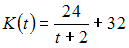 K(t) = 24/(t + 2) + 32